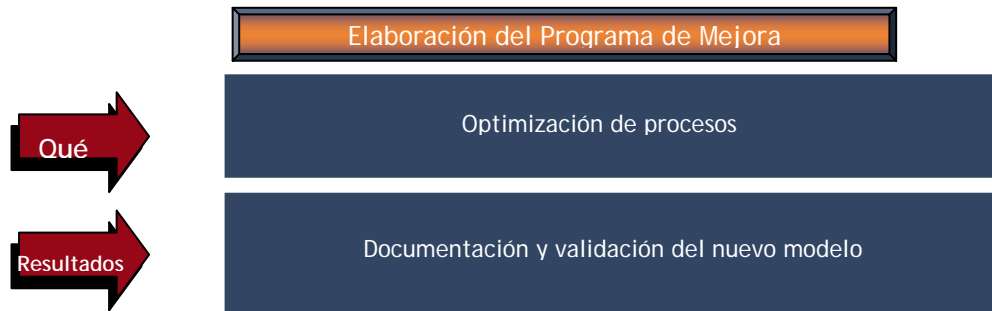 Elaboración del Programa de Mejora
Qué
Optimización de procesos
Resultados
Documentación y validación del nuevo modelo